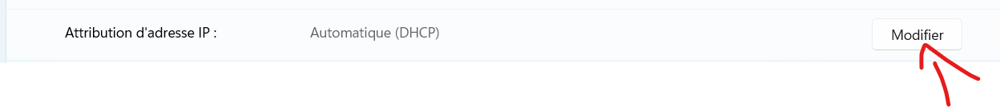 Attribution d'adresse IP : Automatique (DHCP) Modifier